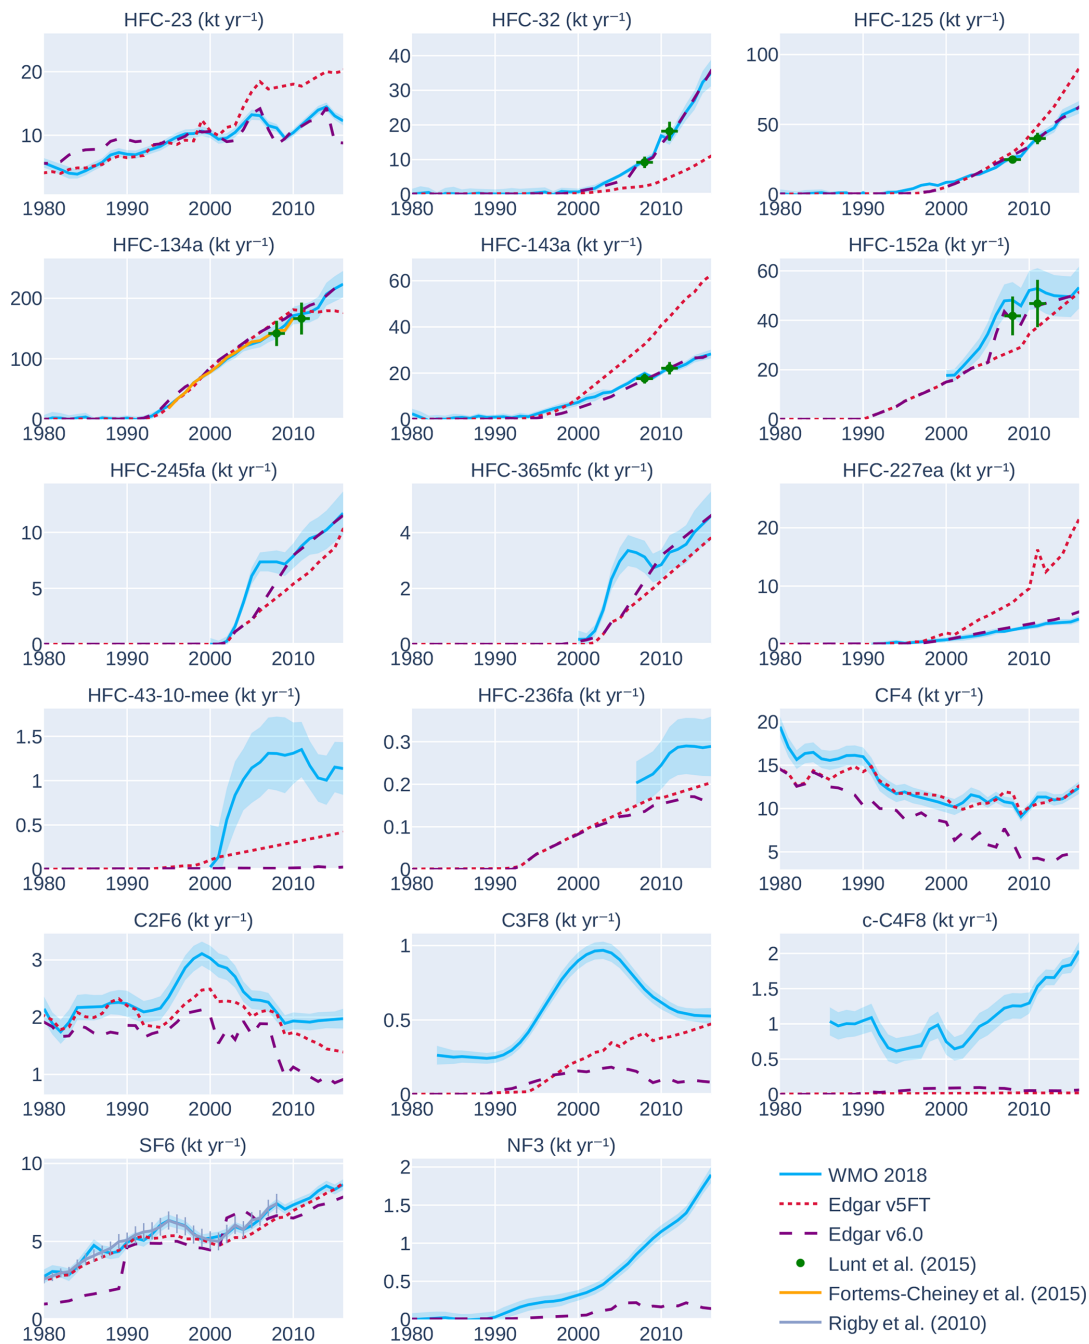 HFC-23 (kt yr⁻¹)
HFC-32 (kt yr⁻¹)
HFC-125 (kt yr⁻¹)
20
10
1980 1990 2000 2010
40
30
20
10
0
1980 1990 2000 2010
100
50
0
1980 1990 2000 2010
HFC-134a (kt yr⁻¹)
HFC-143a (kt yr⁻¹)
HFC-152a (kt yr⁻¹)
200
100
0
1980 1990 2000 2010
60
40
20
0
1980 1990 2000 2010
60
40
20
0
1980 1990 2000 2010
HFC-245fa (kt yr⁻¹)
HFC-365mfc (kt yr⁻¹)
HFC-227ea (kt yr⁻¹)
10
5
0
1980 1990 2000 2010
4
2
0
1980 1990 2000 2010
20
10
0
1980 1990 2000 2010
HFC-43-10-mee (kt yr⁻¹)
HFC-236fa (kt yr⁻¹)
CF4 (kt yr⁻¹)
1.5
1
0.5
0
1980 1990 2000 2010
0.3
0.2
0.1
0
1980 1990 2000 2010
20
15
10
5
1980 1990 2000 2010
C2F6 (kt yr⁻¹)
C3F8 (kt yr⁻¹)
c-C4F8 (kt yr⁻¹)
3
2
1
1980 1990 2000 2010
1
0.5
0
1980 1990 2000 2010
2
1.5
1
0.5
0
1980 1990 2000 2010
SF6 (kt yr⁻¹)
NF3 (kt yr⁻¹)
10
5
0
1980 1990 2000 2010
2
1.5
1
0.5
0
1980 1990 2000 2010
WMO 2018
Edgar v5FT
Edgar v6.0
Lunt et al. (2015)
Fortems-Cheiney et al. (2015)
Rigby et al. (2010)